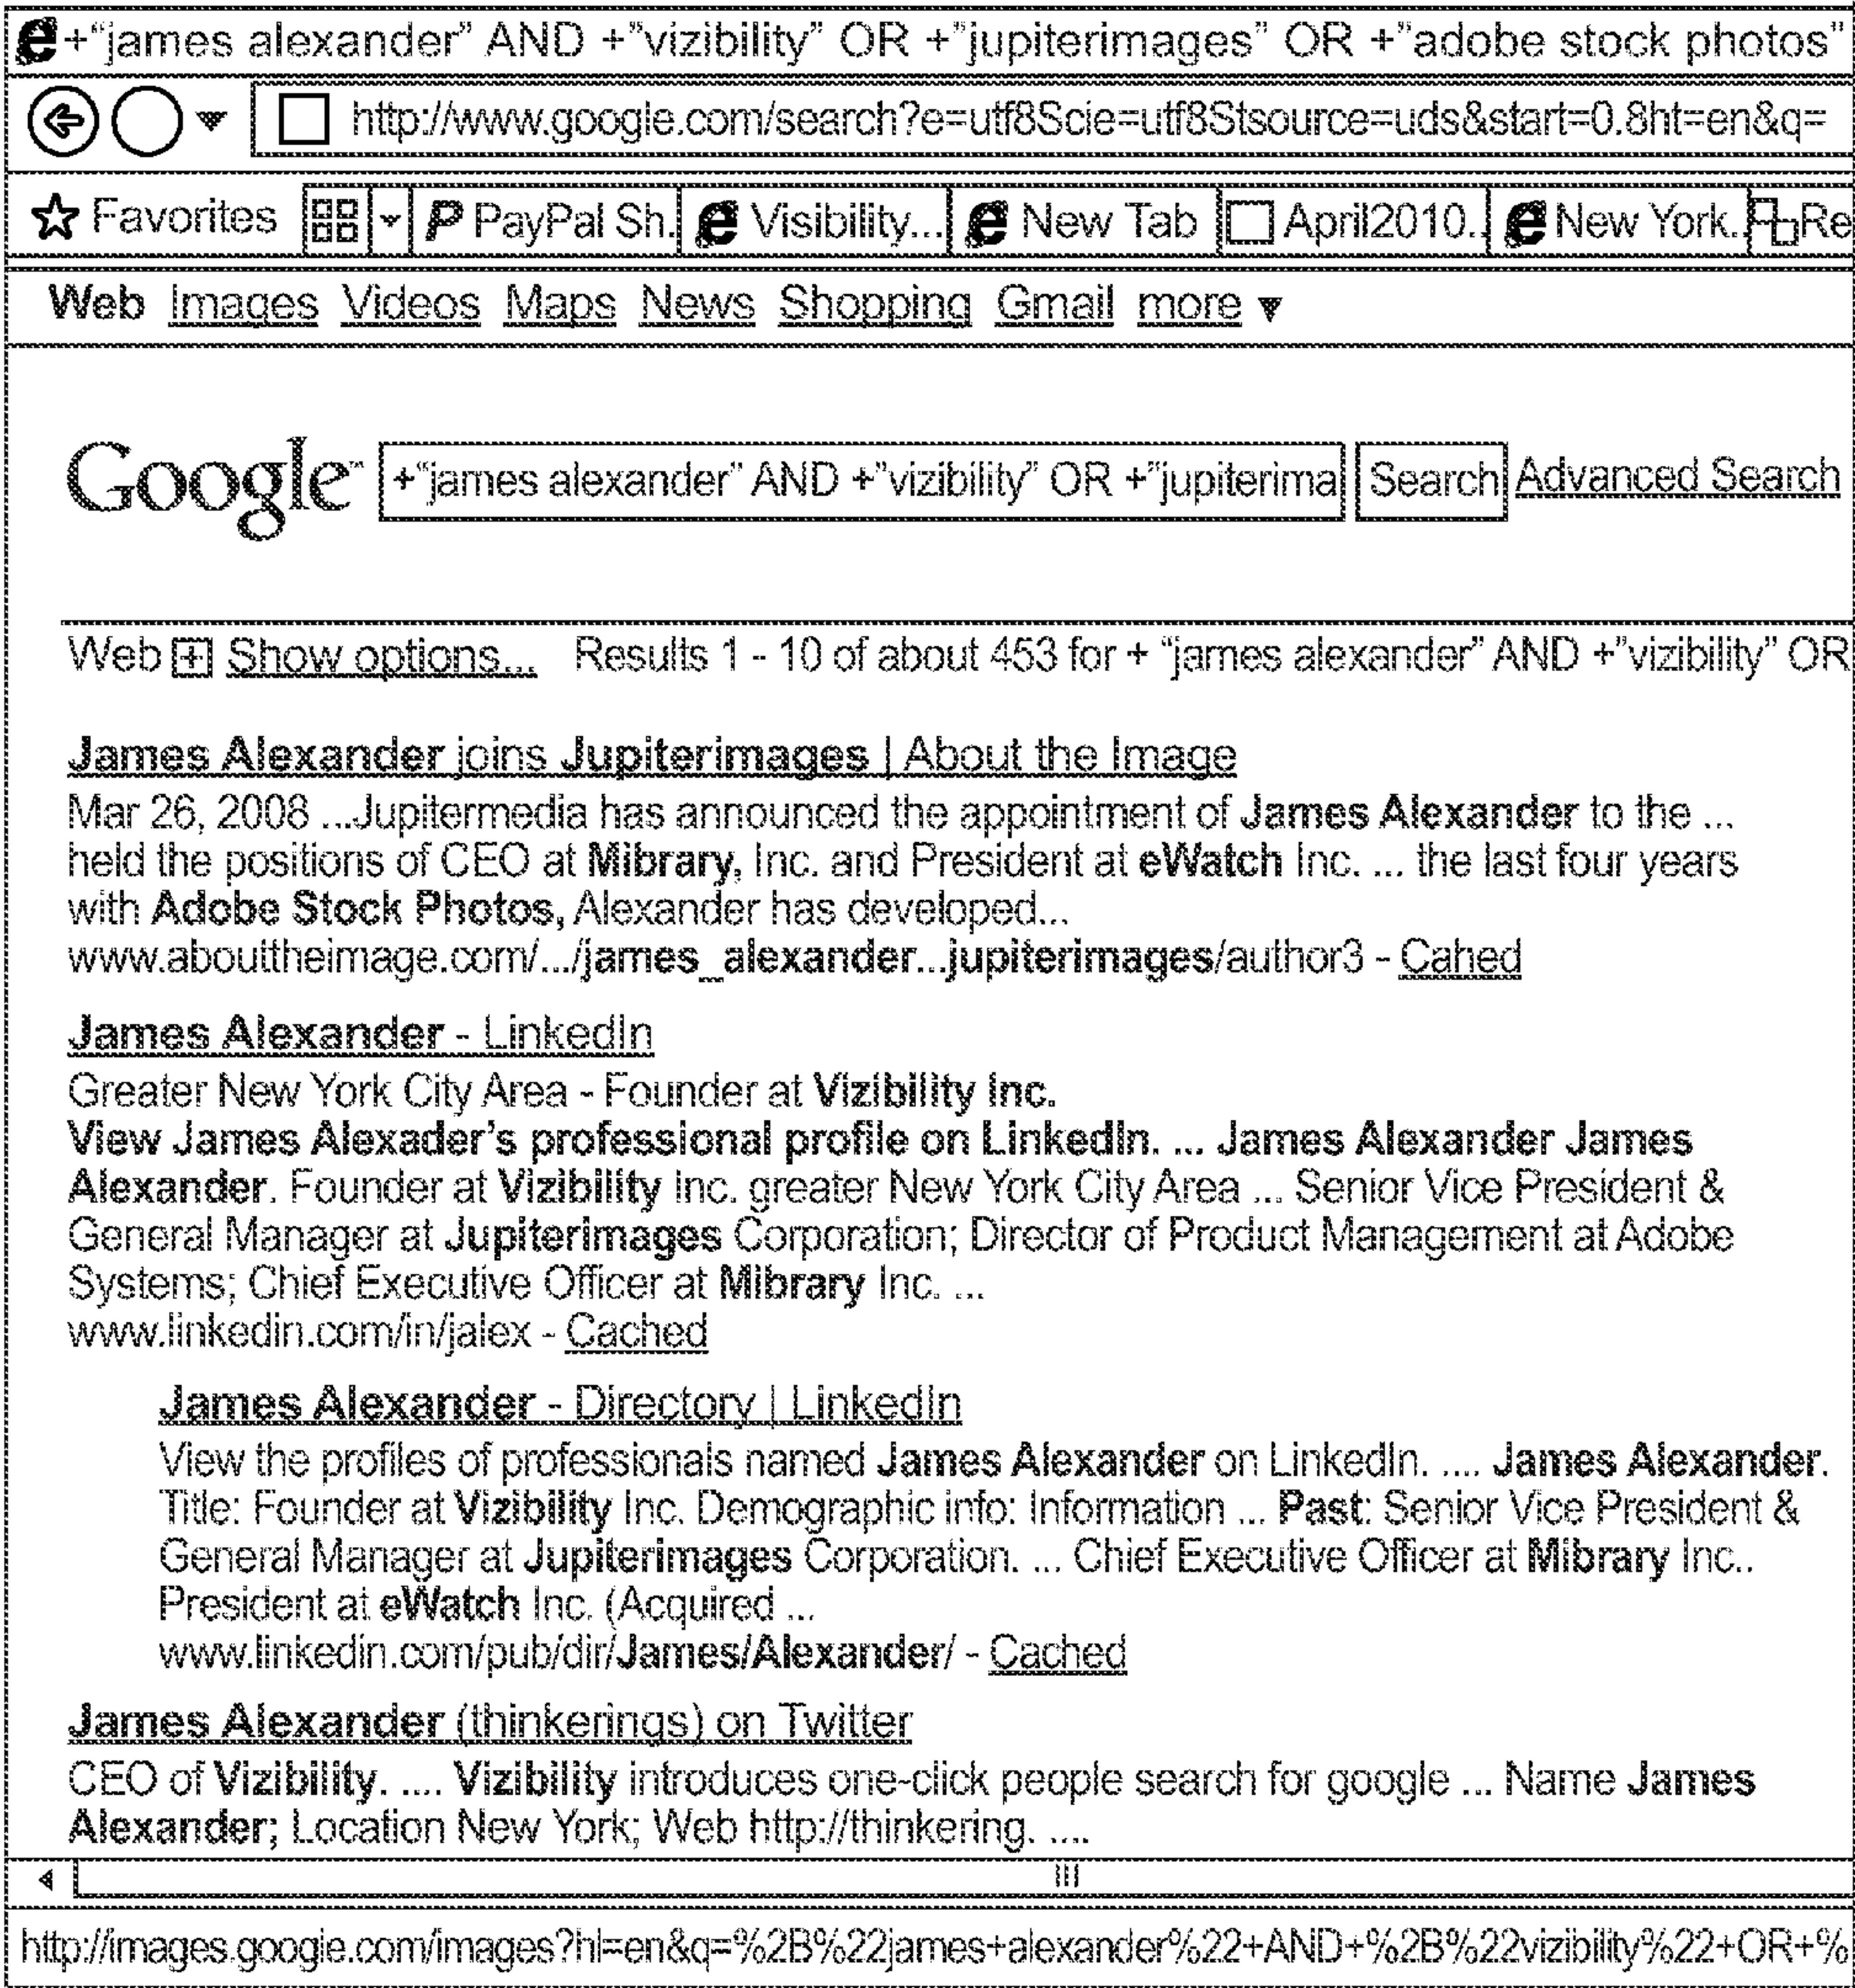 +“james alexander” AND +”vizibility” OR +”jupiterimages” OR +”adobe stock photos”
http://www.google.com/search?e=utf8Scie=utf8Stsource=uds&start=0.8ht=en&q=
Favorites PayPal Sh. Visibility... New Tab April2010.. New York.. Re
Web Images Videos Maps News Shopping Gmail more
Google™ +“james alexander” AND +”vizibility” OR +”jupiterima Search Advanced Search
Web + Show options... Results 1 - 10 of about 453 for + “james alexander” AND +”vizibility” OR
James Alexander joins Jupiterimages | About the Image
Mar 26, 2008 ...Jupitermedia has announced the appointment of James Alexander to the ...
held the positions of CEO at Mibrary, Inc. and President at eWatch Inc. ... the last four years
with Adobe Stock Photos, Alexander has developed...
www.abouttheimage.com/.../james_alexander...jupiterimages/author3 - Cahed
James Alexander - LinkedIn
Greater New York City Area - Founder at Vizibility Inc.
View James Alexader’s professional profile on LinkedIn. ... James Alexander James
Alexander. Founder at Vizibility Inc. greater New York City Area ... Senior Vice President &
General Manager at Jupiterimages Corporation; Director of Product Management at Adobe
Systems; Chief Executive Officer at Mibrary Inc. ...
www.linkedin.com/in/jalex - Cached
James Alexander - Directory | LinkedIn
View the profiles of professionals named James Alexander on LinkedIn. .... James Alexander.
Title: Founder at Vizibility Inc. Demographic info: Information ... Past: Senior Vice President &
General Manager at Jupiterimages Corporation. ... Chief Executive Officer at Mibrary Inc..
President at eWatch Inc. (Acquired ...
www.linkedin.com/pub/dir/James/Alexander/ - Cached
James Alexander (thinkerings) on Twitter
CEO of Vizibility. .... Vizibility introduces one-click people search for google ... Name James
Alexander; Location New York; Web http://thinkering. ....
http://images.google.com/images?hl=en&q=%2B%22james+alexander%22+AND+%2B%22vizibility%22+OR+%